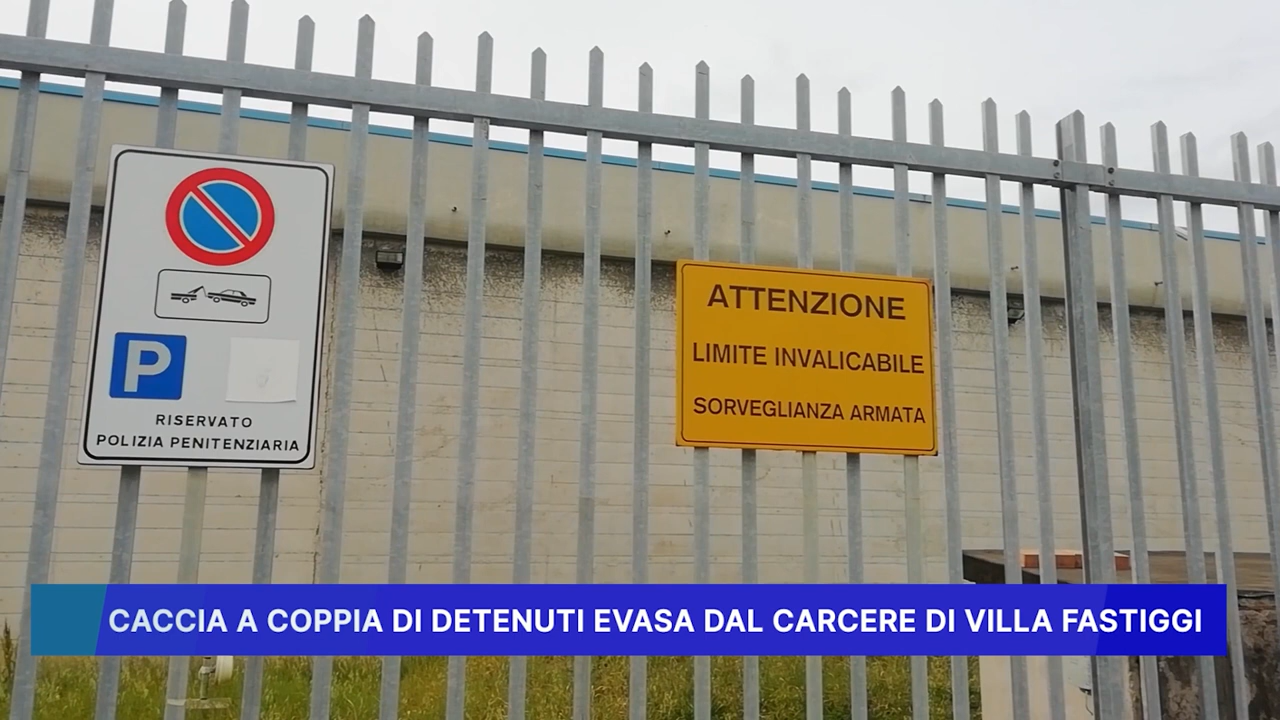 P
RISERVATO
POLIZIA PENITENZIARIA
ATTENZIONE
LIMITE INVALICABILE
SORVEGLIANZA ARMATA
CACCIA A COPPIA DI DETENUTI EVASA DAL CARCERE DI VILLA FASTIGGI